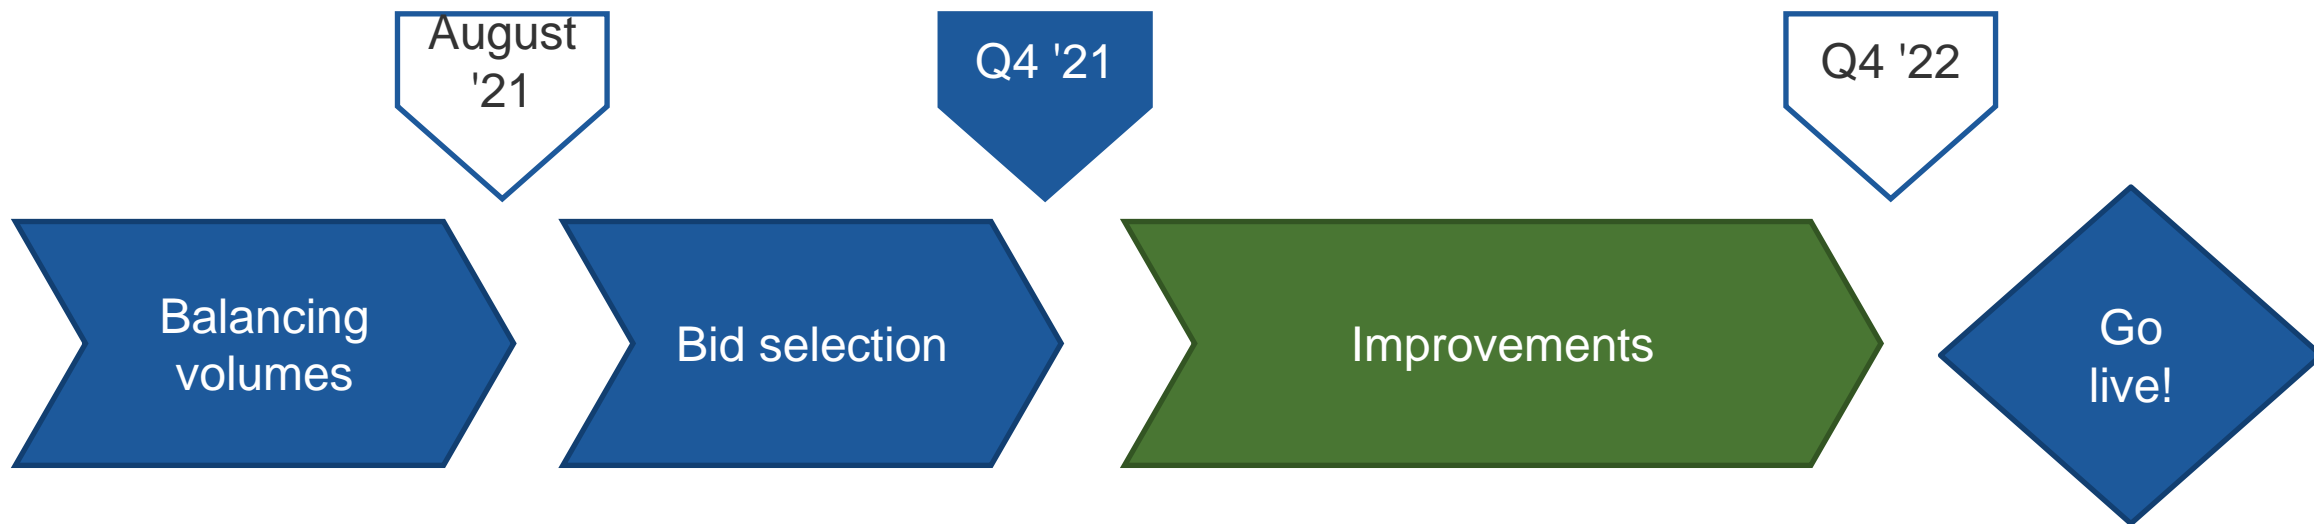 August
'21
Q4 '21
Q4 '22
Balancing
volumes
Bid selection
Improvements
Go
live!